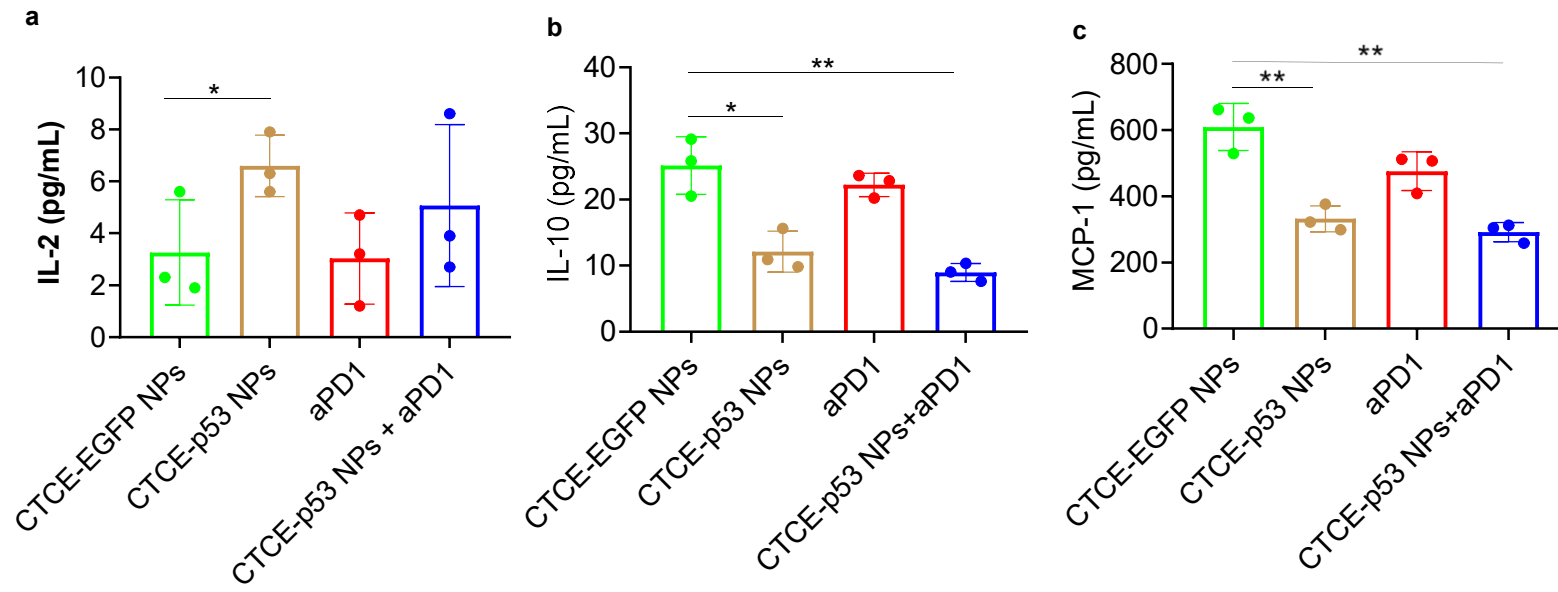 a
IL-2 (pg/mL)
10
8
6
4
2
0
*
CTCE-EGFP NPs
CTCE-p53 NPs
aPD1
CTCE-p53 NPs + aPD1
b
IL-10 (pg/mL)
40
30
20
10
0
**
*
CTCE-EGFP NPs
CTCE-p53 NPs
aPD1
CTCE-p53 NPs+aPD1
c
MCP-1 (pg/mL)
800
600
400
200
0
**
**
CTCE-EGFP NPs
CTCE-p53 NPs
aPD1
CTCE-p53 NPs+aPD1